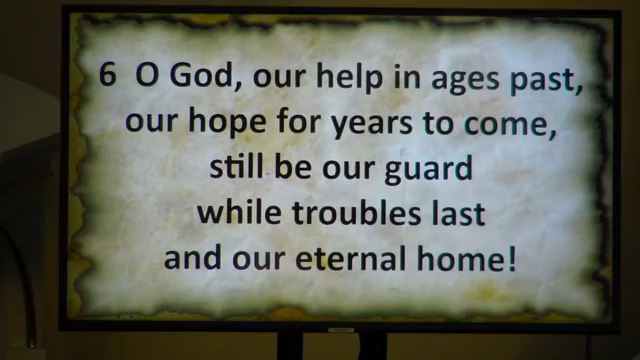 6 O God, our help in ages past,
our hope for years to come,
still be our guard
while troubles last
and our eternal home!